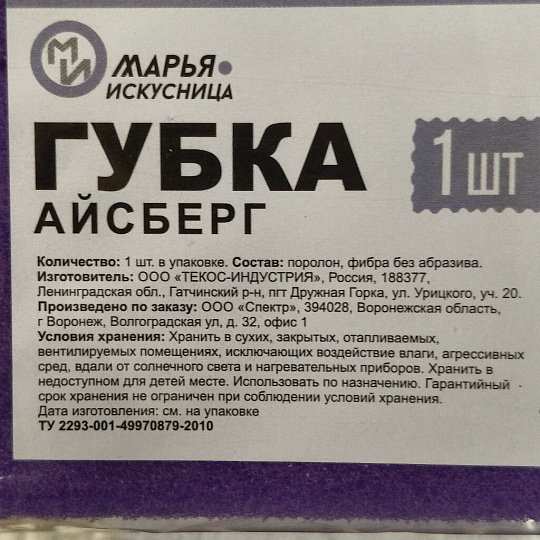 МИ
МАРЬЯ
ИСКУСНИЦА
ГУБКА
1 шт
АЙСБЕРГ
Количество: 1 шт. в упаковке. Состав: поролон, фибра без абразива.
Изготовитель: ООО «ТЕКОС-ИНДУСТРИЯ», Россия, 188377,
Ленинградская обл., Гатчинский р-н, пгт Дружная Горка, ул. Урицкого, уч. 20.
Произведено по заказу: ООО «Спектр», 394028, Воронежская область,
г Воронеж, Волгоградская ул, д. 32, офис 1
Условия хранения: Хранить в сухих, закрытых, отапливаемых,
вентилируемых помещениях, исключающих воздействие влаги, агрессивных
сред, вдали от солнечного света и нагревательных приборов. Хранить в
недоступном для детей месте. Использовать по назначению. Гарантийный
срок хранения не ограничен при соблюдении условий хранения.
Дата изготовления: см. на упаковке
ТУ 2293-001-49970879-2010